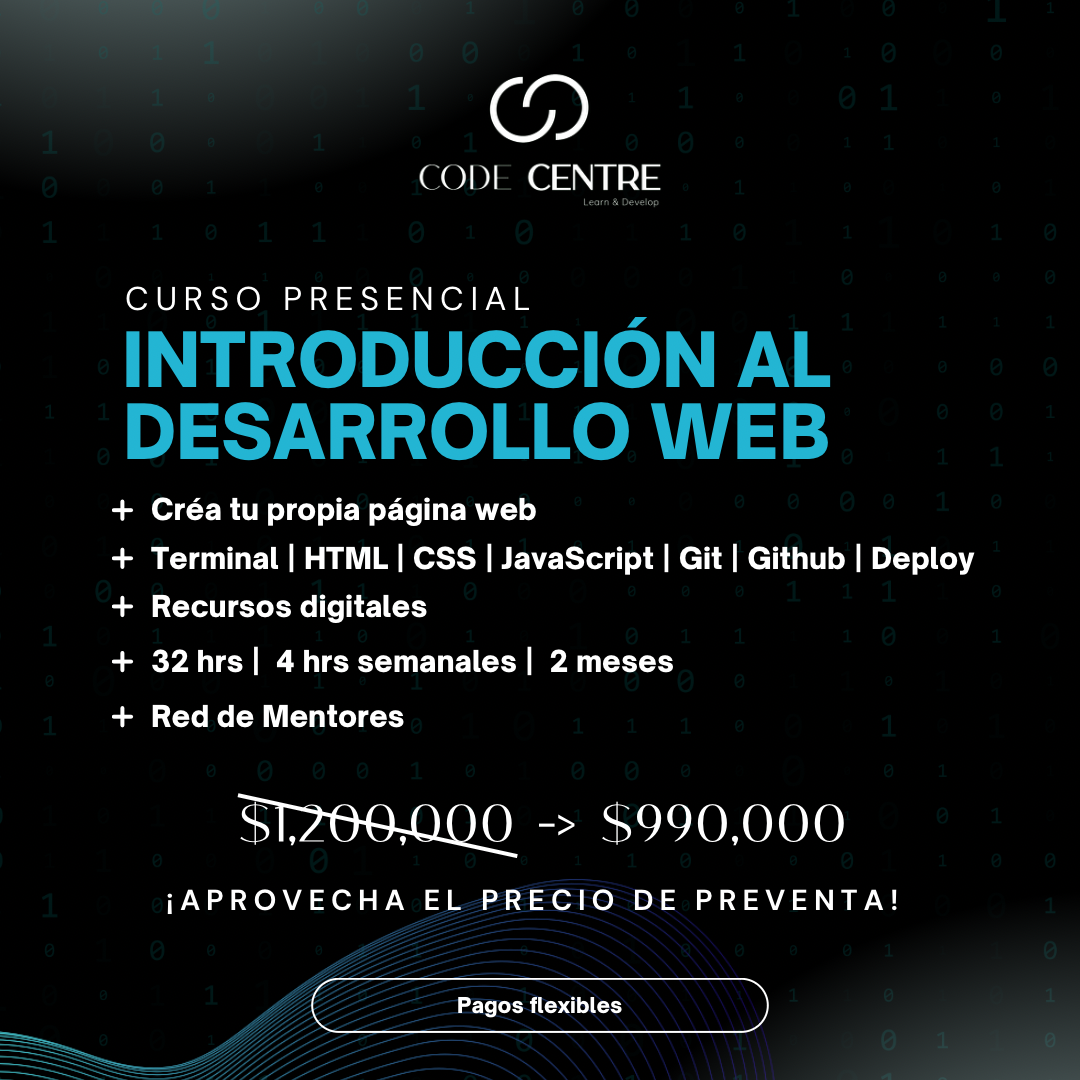 CODE CENTRE
Learn & Develop
CURSO PRESENCIAL
INTRODUCCIÓN AL
DESARROLLO WEB
+ Créa tu propia página web
+ Terminal | HTML | CSS | JavaScript | Git | Github | Deploy
+ Recursos digitales
+ 32 hrs | 4 hrs semanales | 2 meses
+ Red de Mentores
$1,200,000 -> $990,000
¡APROVECHA EL PRECIO DE PREVENTA!
Pagos flexibles